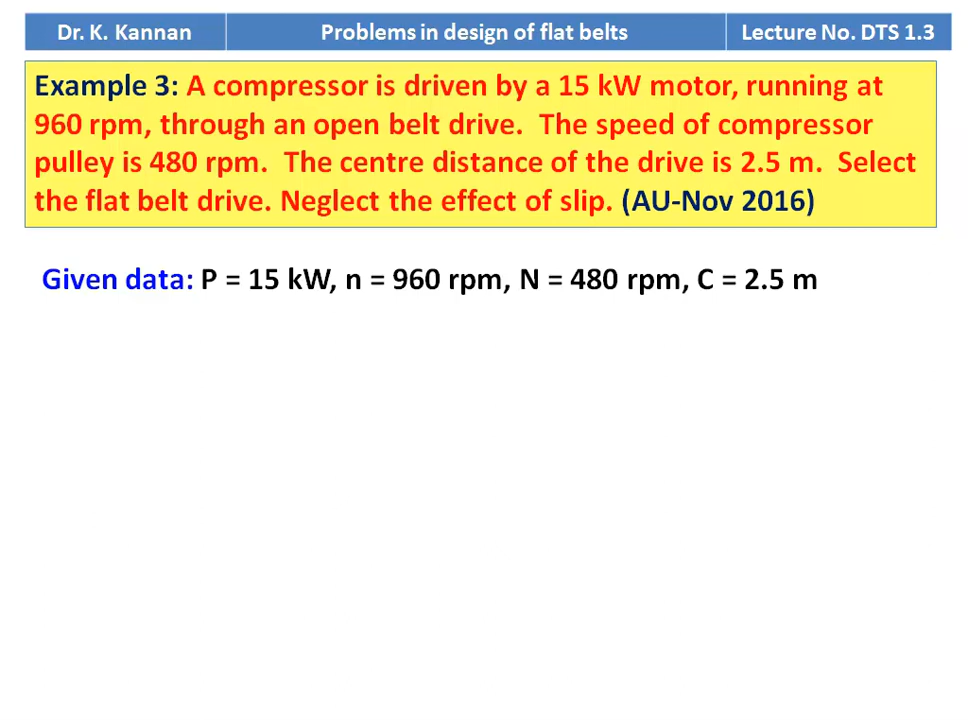 Dr. K. Kannan
Problems in design of flat belts
Lecture No. DTS 1.3
Example 3: A compressor is driven by a 15 kW motor, running at
960 rpm, through an open belt drive. The speed of compressor
pulley is 480 rpm. The centre distance of the drive is 2.5 m. Select
the flat belt drive. Neglect the effect of slip. (AU-Nov 2016)
Given data: P = 15 kW, n = 960 rpm, N = 480 rpm, C = 2.5 m